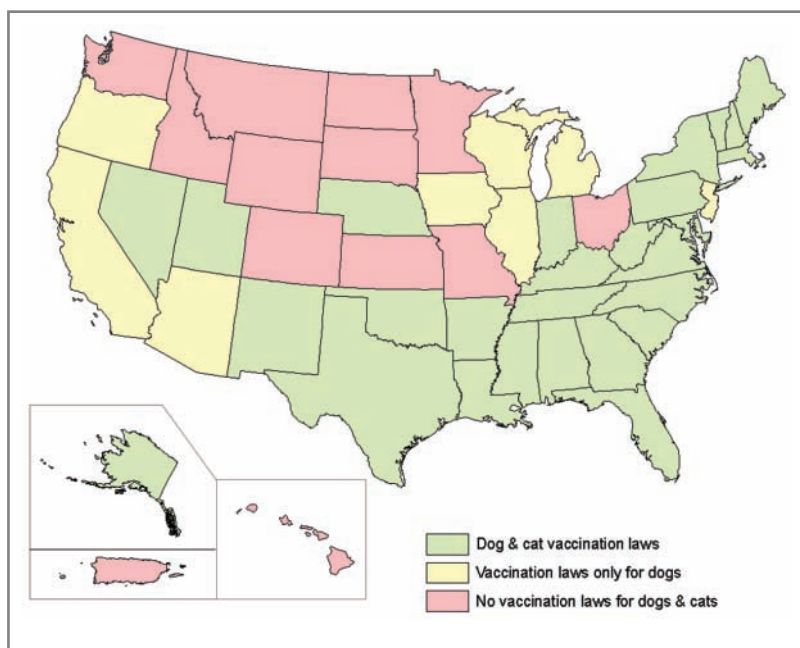 Dog & cat vaccination laws
Vaccination laws only for dogs
No vaccination laws for dogs & cats